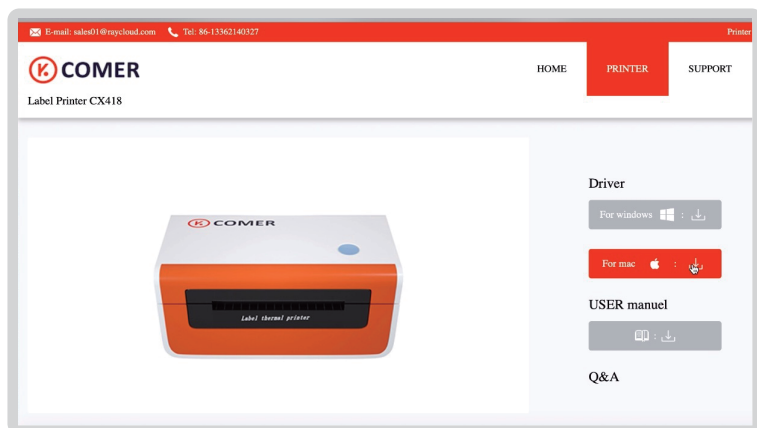 E-mail: sales01@raycloud.com Tel: 86-13362140327 Printer
COMER
HOME PRINTER SUPPORT
Label Printer CX418
Driver
COMER
For windows :
For mac :
Label thermal printer
USER manuel
:
Q&A